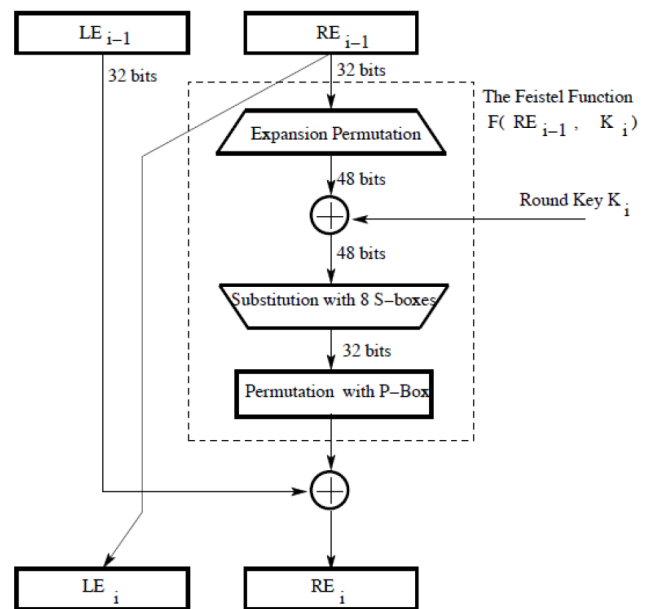 LE i−1
RE i−1
32 bits
32 bits
The Feistel Function
F( RE i−1 , K i )
Expansion Permutation
48 bits
Round Key K i
48 bits
Substitution with 8 S−boxes
32 bits
Permutation with P−Box
LE i
RE i